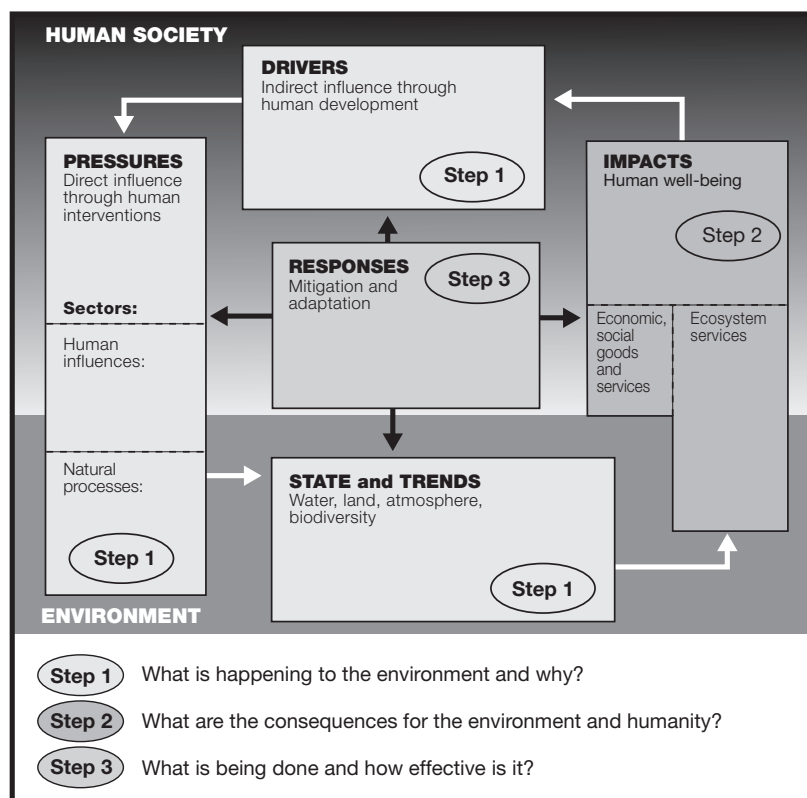 HUMAN SOCIETY
DRIVERS
Indirect influence through
human development
Step 1
PRESSURES
Direct influence
through human
interventions
Sectors:
Human
influences:
Natural
processes:
Step 1
RESPONSES
Mitigation and
adaptation
Step 3
IMPACTS
Human well-being
Step 2
Economic,
social
goods
and
services
Ecosystem
services
STATE and TRENDS
Water, land, atmosphere,
biodiversity
Step 1
ENVIRONMENT
Step 1 What is happening to the environment and why?
Step 2 What are the consequences for the environment and humanity?
Step 3 What is being done and how effective is it?